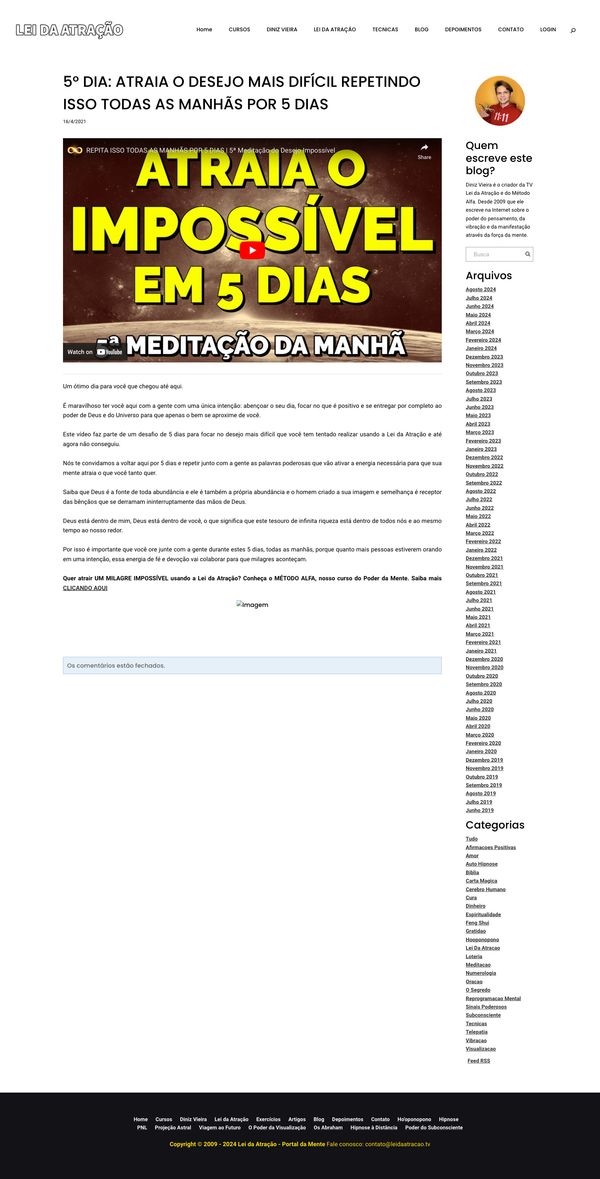 LEI DA ATRAÇÃO
Home CURSOS DINIZ VIEIRA LEI DA ATRAÇÃO TECNICAS BLOG DEPOIMENTOS CONTATO LOGIN
5º DIA: ATRAIA O DESEJO MAIS DIFÍCIL REPETINDO
ISSO TODAS AS MANHÃS POR 5 DIAS
16/4/2021
REPITA ISSO TODAS AS MANHÃS POR 5 DIAS | 5ª Meditação do Desejo Impossível
Share
ATRAIA O
IMPOSSÍVEL
EM 5 DIAS
5ª MEDITAÇÃO DA MANHÃ
Watch on YouTube
Um ótimo dia para você que chegou até aqui.
É maravilhoso ter você aqui com a gente com uma única intenção: abençoar o seu dia, focar no que é positivo e se entregar por completo ao
poder de Deus e do Universo para que apenas o bem se aproxime de você.
Este vídeo faz parte de um desafio de 5 dias para focar no desejo mais difícil que você tem tentado realizar usando a Lei da Atração e até
agora não conseguiu.
Nós te convidamos a voltar aqui por 5 dias e repetir junto com a gente as palavras poderosas que vão ativar a energia necessária para que sua
mente atraia o que você tanto quer.
Saiba que Deus é a fonte de toda abundância e ele é também a própria abundância e o homem criado a sua imagem e semelhança é receptor
das bênçãos que se derramam ininterruptamente das mãos de Deus.
Deus está dentro de mim, Deus está dentro de você, o que significa que este tesouro de infinita riqueza está dentro de todos nós e ao mesmo
tempo ao nosso redor.
Por isso é importante que você ore junto com a gente durante estes 5 dias, todas as manhãs, porque quanto mais pessoas estiverem orando
em uma intenção, essa energia de fé e devoção vai colaborar para que milagres aconteçam.
Quer atrair UM MILAGRE IMPOSSÍVEL usando a Lei da Atração? Conheça o MÉTODO ALFA, nosso curso do Poder da Mente. Saiba mais
CLICANDO AQUI
Imagem
Os comentários estão fechados.
11:11
Quem
escreve este
blog?
Diniz Vieira é o criador da TV
Lei da Atração e do Método
Alfa. Desde 2009 que ele
escreve na Internet sobre o
poder do pensamento, da
vibração e da manifestação
através da força da mente.
Busca
Arquivos
Agosto 2024
Julho 2024
Junho 2024
Maio 2024
Abril 2024
Março 2024
Fevereiro 2024
Janeiro 2024
Dezembro 2023
Novembro 2023
Outubro 2023
Setembro 2023
Agosto 2023
Julho 2023
Junho 2023
Maio 2023
Abril 2023
Março 2023
Fevereiro 2023
Janeiro 2023
Dezembro 2022
Novembro 2022
Outubro 2022
Setembro 2022
Agosto 2022
Julho 2022
Junho 2022
Maio 2022
Abril 2022
Março 2022
Fevereiro 2022
Janeiro 2022
Dezembro 2021
Novembro 2021
Outubro 2021
Setembro 2021
Agosto 2021
Julho 2021
Junho 2021
Maio 2021
Abril 2021
Março 2021
Fevereiro 2021
Janeiro 2021
Dezembro 2020
Novembro 2020
Outubro 2020
Setembro 2020
Agosto 2020
Julho 2020
Junho 2020
Maio 2020
Abril 2020
Março 2020
Fevereiro 2020
Janeiro 2020
Dezembro 2019
Novembro 2019
Outubro 2019
Setembro 2019
Agosto 2019
Julho 2019
Junho 2019
Categorias
Tudo
Afirmacoes Positivas
Amor
Auto Hipnose
Bíblia
Carta Magica
Cerebro Humano
Cura
Dinheiro
Espiritualidade
Feng Shui
Gratidao
Hooponopono
Lei Da Atracao
Loteria
Meditacao
Numerologia
Oracao
O Segredo
Reprogramacao Mental
Sinais Poderosos
Subconsciente
Tecnicas
Telepatia
Vibracao
Visualizacao
Feed RSS
Home Cursos Diniz Vieira Lei da Atração Exercícios Artigos Blog Depoimentos Contato Ho'oponopono Hipnose
PNL Projeção Astral Viagem ao Futuro O Poder da Visualização Os Abraham Hipnose à Distância Poder do Subconsciente
Copyright © 2009 - 2024 Lei da Atração - Portal da Mente Fale conosco: contato@leidaatracao.tv